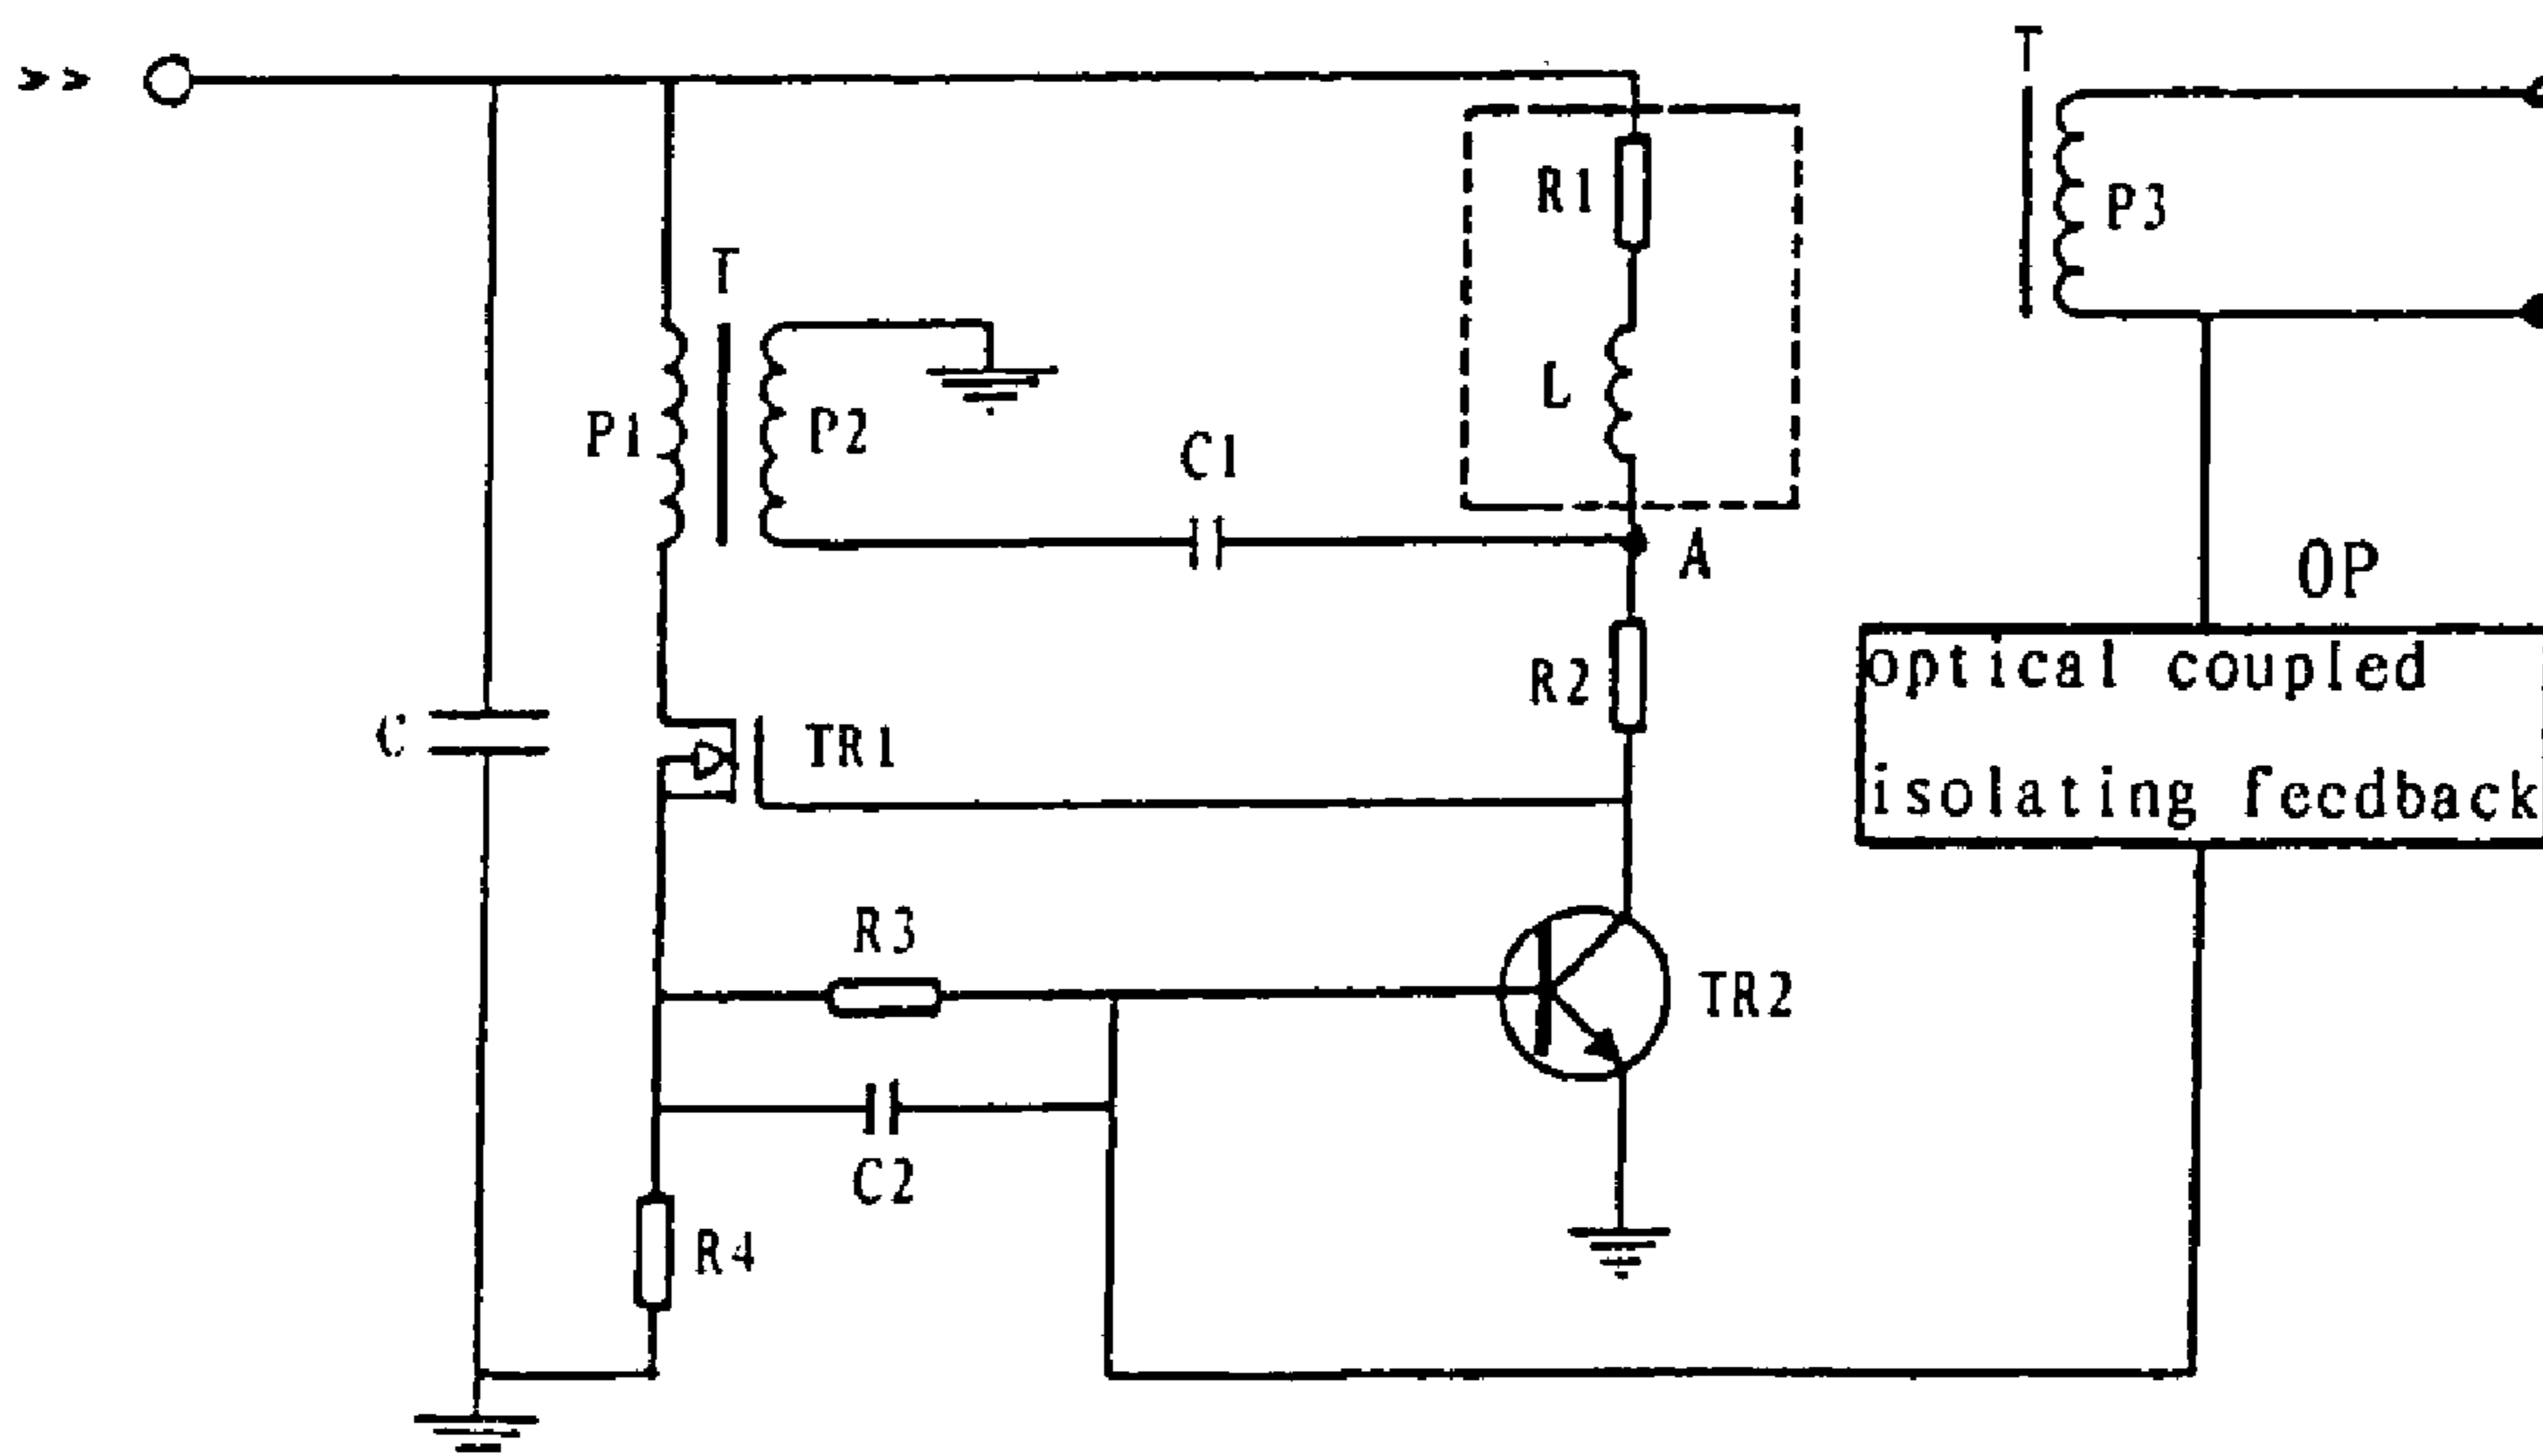 >>
T
R1
P3
T
L
P1
P2
C1
A
OP
optical coupled
R2
C
TR1
isolating feedback
R3
TR2
C2
R4